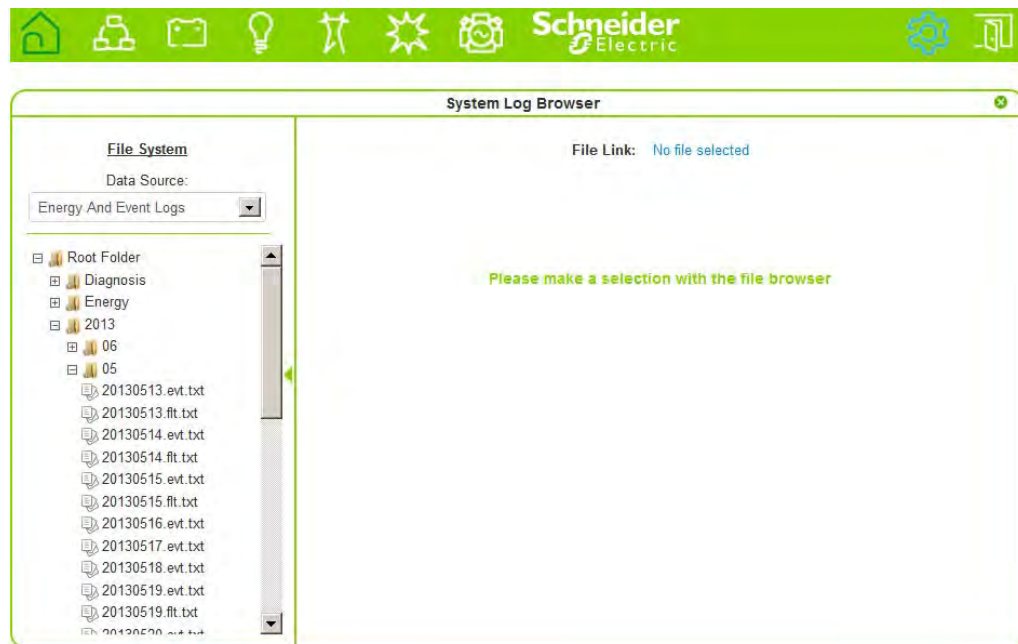 Schneider
Electric
System Log Browser
File System
Data Source:
Energy And Event Logs
Root Folder
Diagnosis
Energy
2013
06
05
20130513.evt.txt
20130513.flt.txt
20130514.evt.txt
20130514.flt.txt
20130515.evt.txt
20130515.flt.txt
20130516.evt.txt
20130517.evt.txt
20130518.evt.txt
20130519.evt.txt
20130519.flt.txt
File Link: No file selected
Please make a selection with the file browser